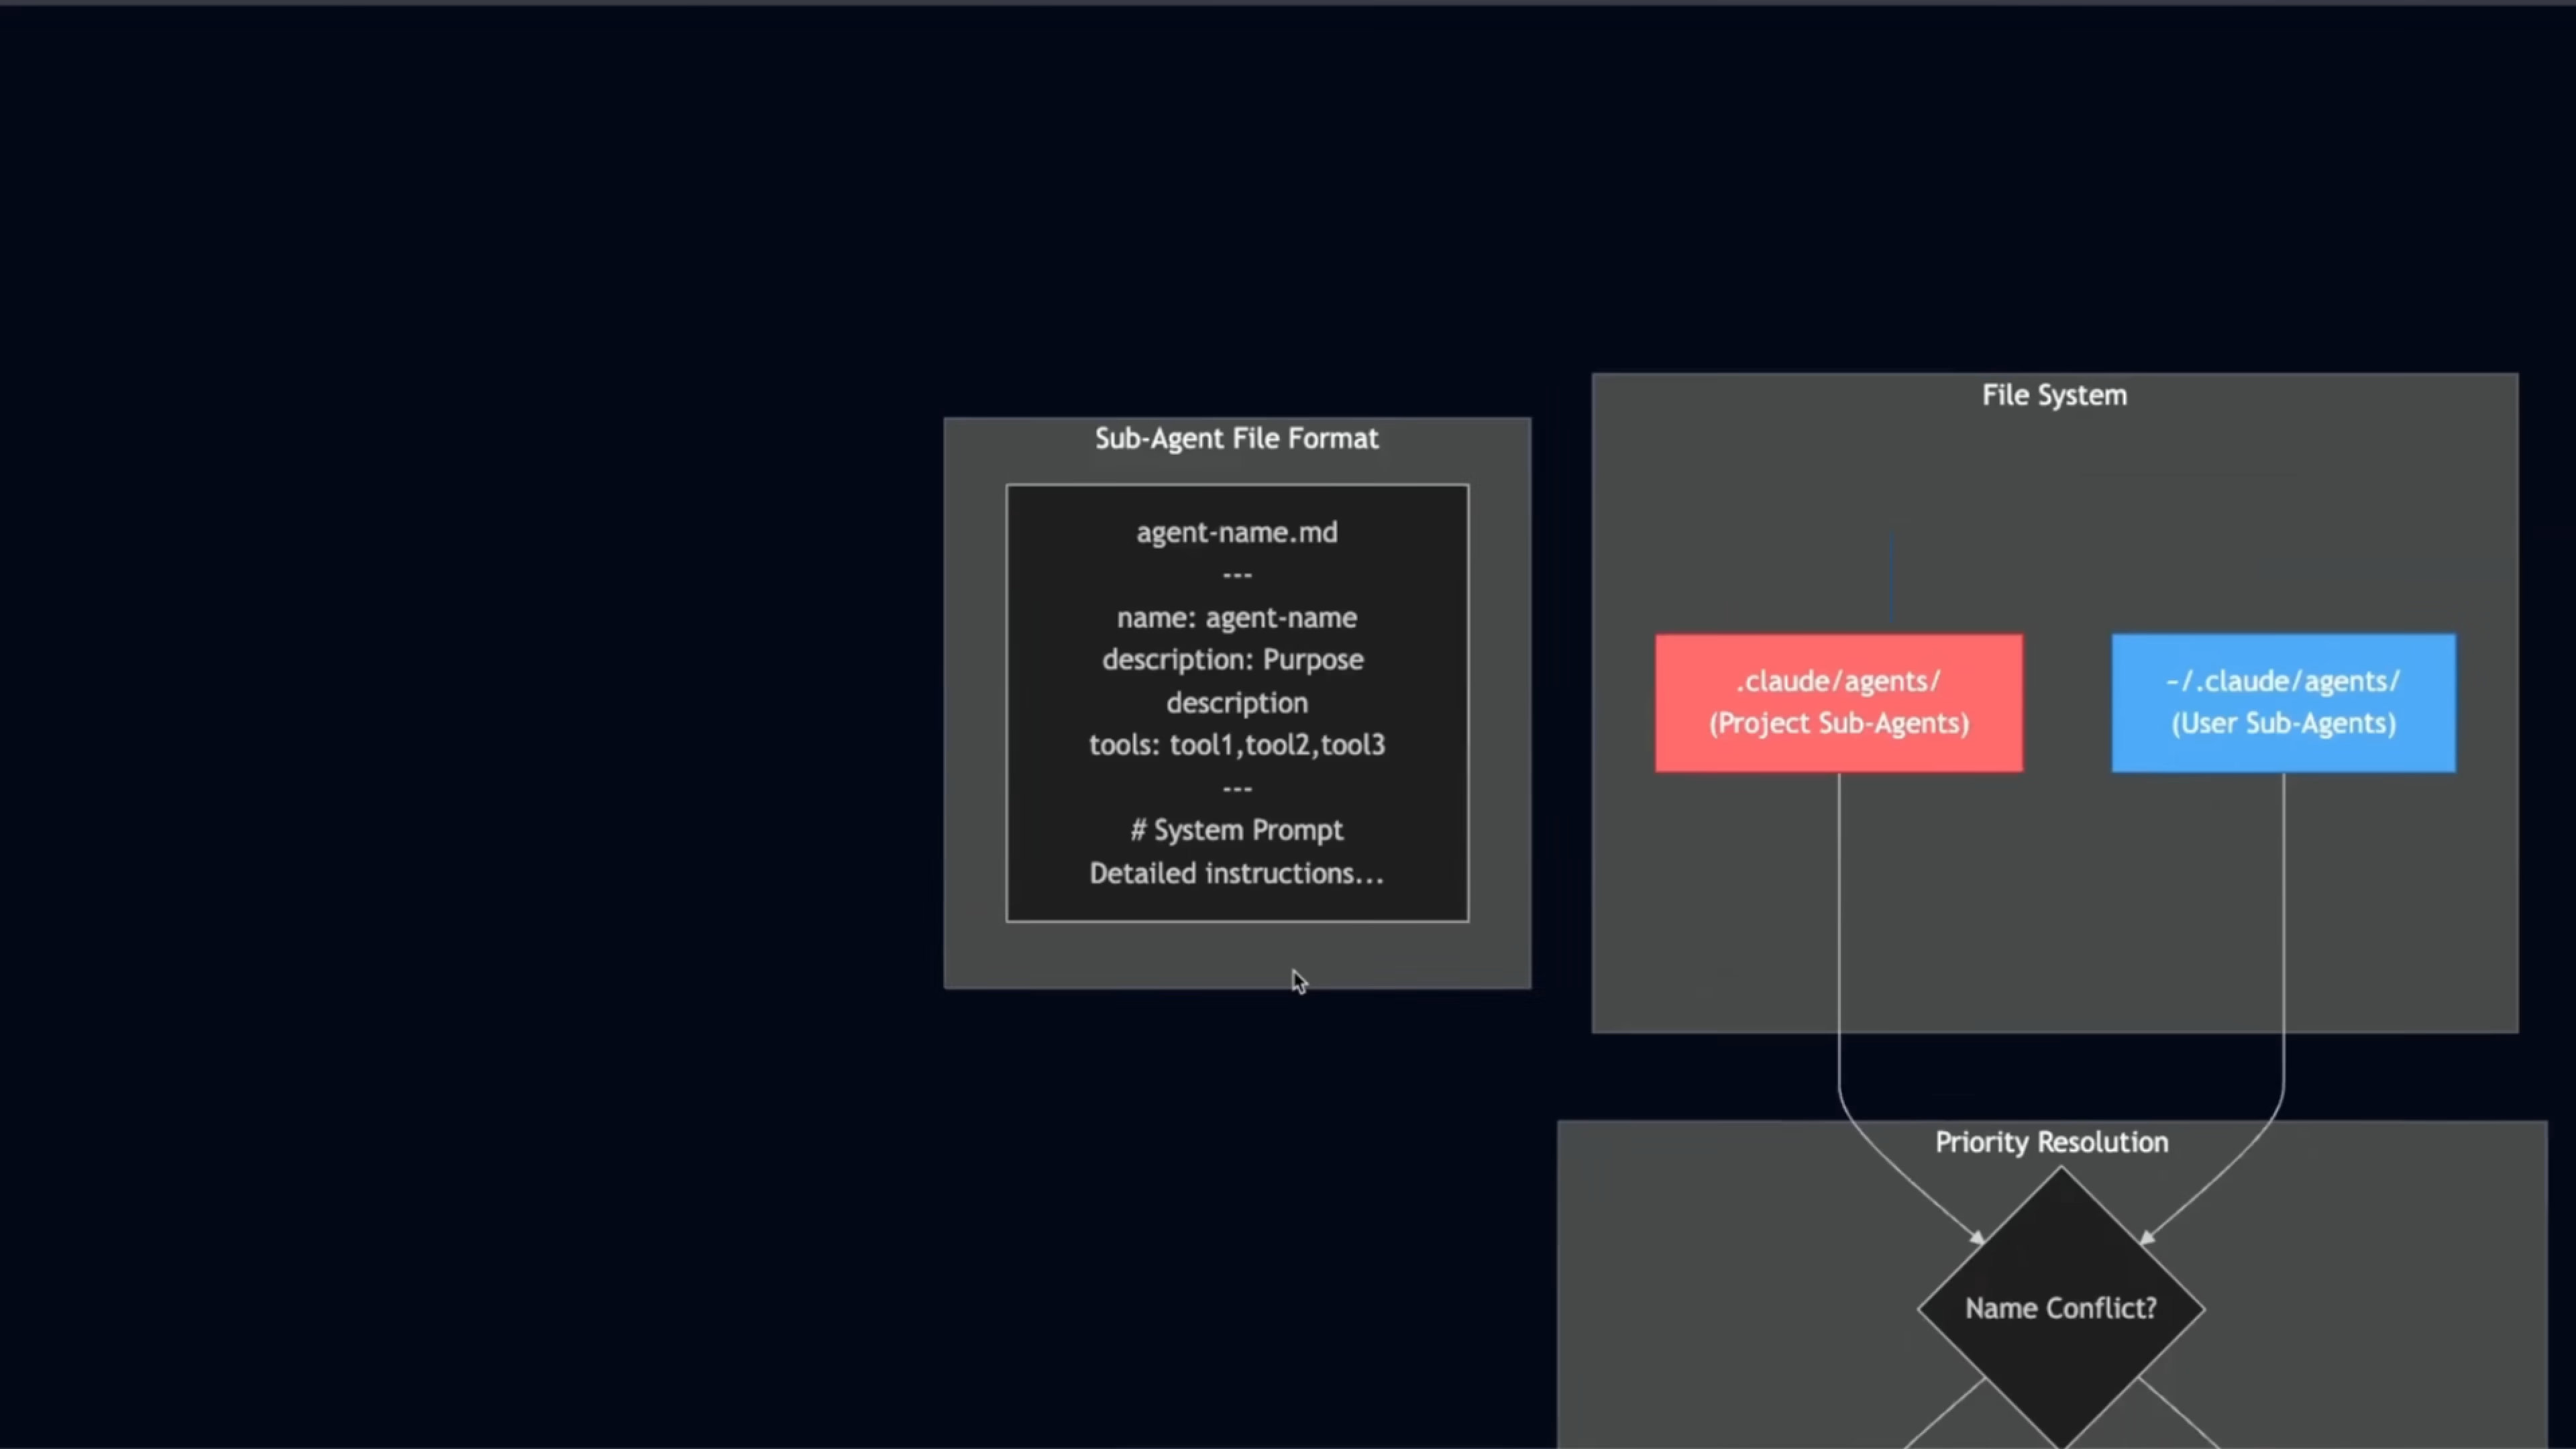 Sub-Agent File Format
agent-name.md
---
name: agent-name
description: Purpose
description
tools: tool1,tool2,tool3
---
# System Prompt
Detailed instructions...
File System
.claude/agents/
(Project Sub-Agents)
~/.claude/agents/
(User Sub-Agents)
Priority Resolution
Name Conflict?